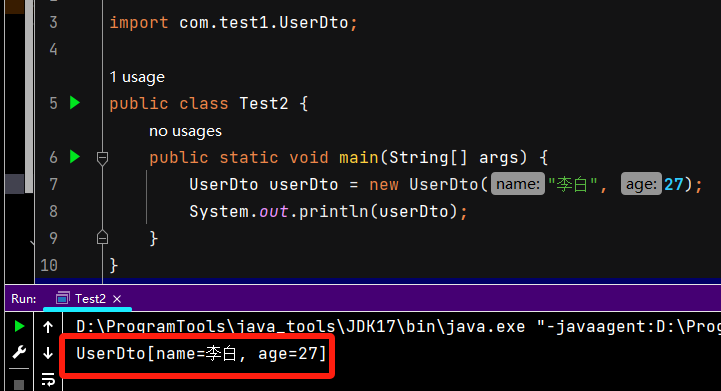 3 import com.test1.UserDto;
4
1 usage
5 public class Test2 {
no usages
6 public static void main(String[] args) {
7 UserDto userDto = new UserDto( name: "李白", age: 27);
8 System.out.println(userDto);
9 }
10 }
Run: Test2 ×
D:\ProgramTools\java_tools\JDK17\bin\java.exe "-javaagent:D:\Prog
UserDto[name=李白, age=27]